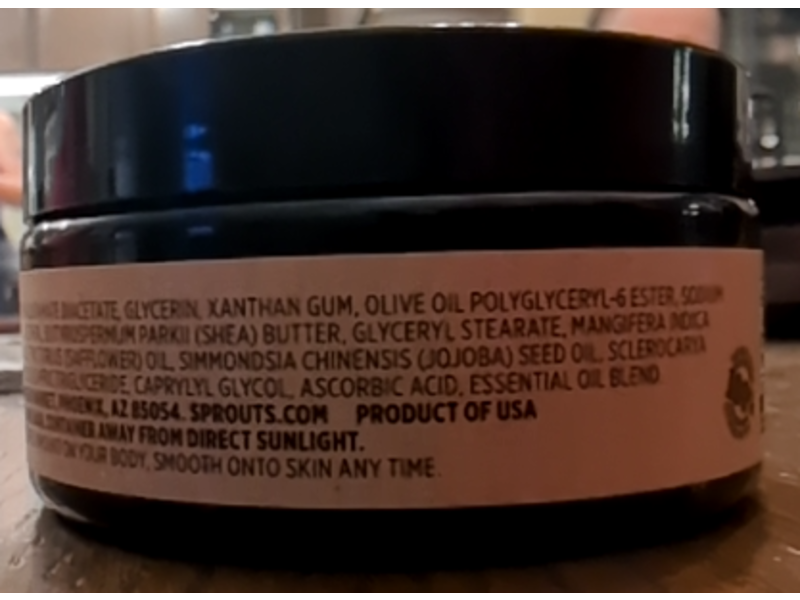 DIACETATE, GLYCERIN, XANTHAN GUM, OLIVE OIL POLYGLYCERYL-6 ESTER, SODIUM
BUTYROSPERMUM PARKII (SHEA) BUTTER, GLYCERYL STEARATE, MANGIFERA INDICA
(SAFFLOWER) OIL, SIMMONDSIA CHINENSIS (JOJOBA) SEED OIL, SCLEROCARYA
CAPRYLYL GLYCOL, ASCORBIC ACID, ESSENTIAL OIL BLEND
PHOENIX, AZ 85054. SPROUTS.COM PRODUCT OF USA
CONTAINER AWAY FROM DIRECT SUNLIGHT.
ON YOUR BODY. SMOOTH ONTO SKIN ANY TIME.